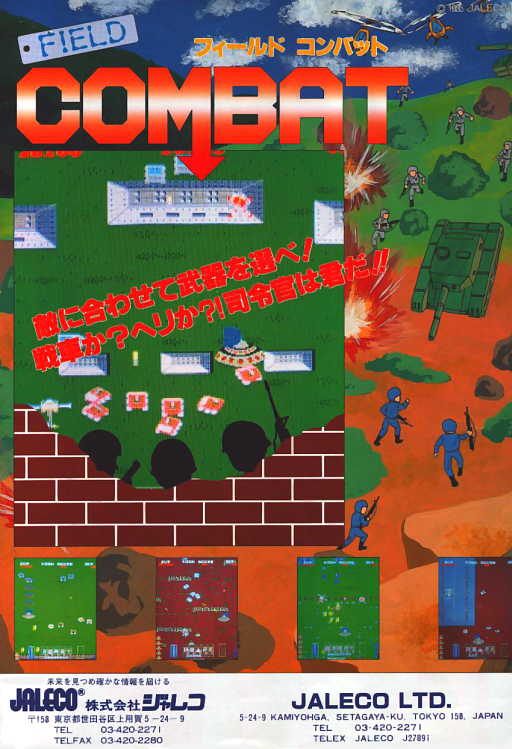 © '85 JALECO
FIELD
フィールド コンバット
COMBAT
敵に合わせて武器を選べ!
戦車か?ヘリか?!司令官は君だ!!
未来を見つめ確かな情報を届ける
JALECO® 株式会社 ジャレコ
〒158 東京都世田谷区上用賀5-24-9
TEL 03-420-2271
TELFAX 03-420-2280
JALECO LTD.
5-24-9 KAMIYOHGA, SETAGAYA-KU, TOKYO 158, JAPAN
TEL 03-420-2271
TELEX JALECO J27891